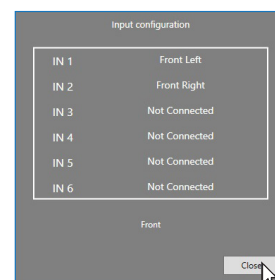 Input configuration
IN 1 Front Left
IN 2 Front Right
IN 3 Not Connected
IN 4 Not Connected
IN 5 Not Connected
IN 6 Not Connected
Front
Close